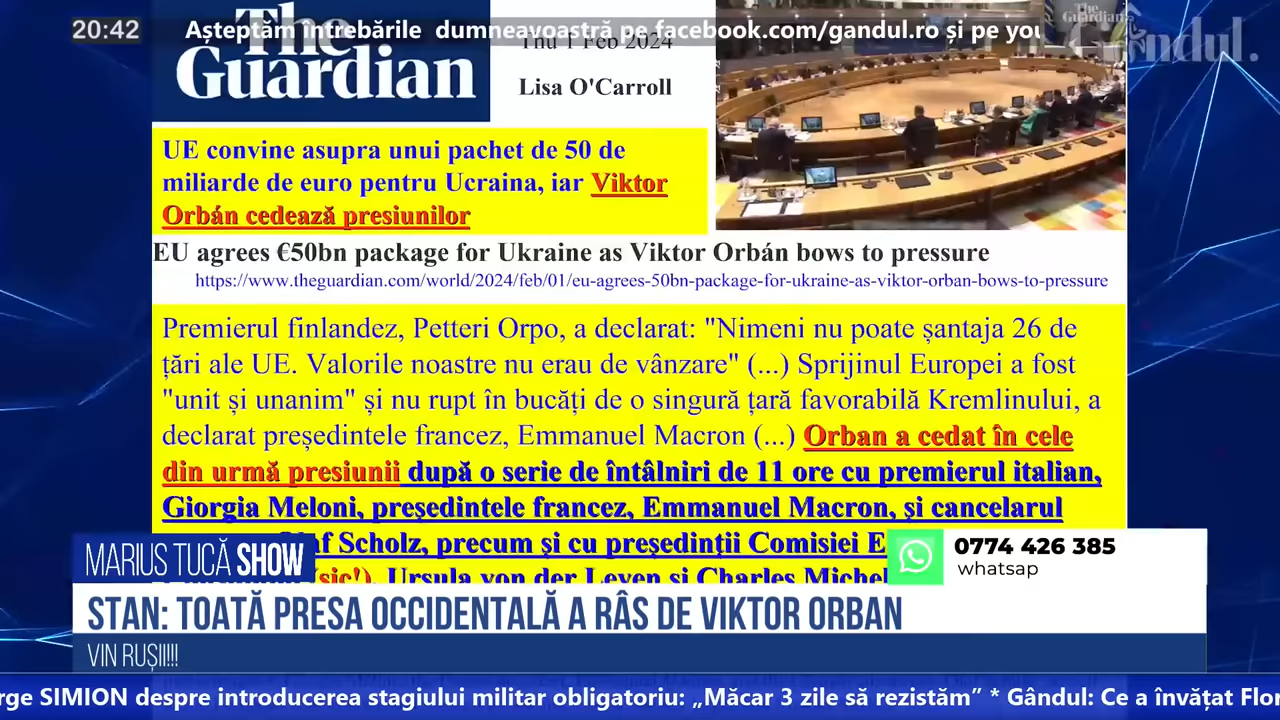 20:42
Așteptăm întrebările dumneavoastră pe facebook.com/gandul.ro și pe you
The
Guardian
Thu 1 Feb 2024
Lisa O'Carroll
The
Guardian
Gândul.
UE convine asupra unui pachet de 50 de
miliarde de euro pentru Ucraina, iar Viktor
Orbán cedează presiunilor
EU agrees €50bn package for Ukraine as Viktor Orbán bows to pressure
https://www.theguardian.com/world/2024/feb/01/eu-agrees-50bn-package-for-ukraine-as-viktor-orban-bows-to-pressure
Premierul finlandez, Petteri Orpo, a declarat: "Nimeni nu poate șantaja 26 de
țări ale UE. Valorile noastre nu erau de vânzare" (...) Sprijinul Europei a fost
"unit și unanim" și nu rupt în bucăți de o singură țară favorabilă Kremlinului, a
declarat președintele francez, Emmanuel Macron (...) Orban a cedat în cele
din urmă presiunii după o serie de întâlniri de 11 ore cu premierul italian,
Giorgia Meloni, președintele francez, Emmanuel Macron, și cancelarul
Scholz, precum și cu președinții Comisiei
(sic!), Ursula von der Leyen și Charles Michel
MARIUS TUCĂ SHOW
0774 426 385
whatsap
STAN: TOATĂ PRESA OCCIDENTALĂ A RÂS DE VIKTOR ORBAN
VIN RUȘII!!!
rge SIMION despre introducerea stagiului militar obligatoriu: „Măcar 3 zile să rezistăm” * Gândul: Ce a învățat Flor